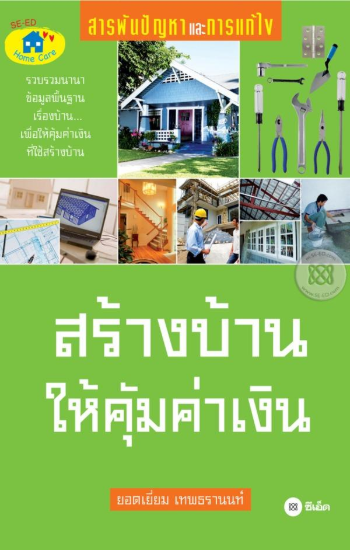 สารพันปัญหาและการแก้ไข
SE-ED
Home Care
รวบรวมนานา
ข้อมูลพื้นฐาน
เรื่องบ้าน...
เพื่อให้คุ้มค่าเงิน
ที่ใช้สร้างบ้าน
สร้างบ้าน
ให้คุ้มค่าเงิน
ยอดเยี่ยม เทพธรานนท์
ซีเอ็ด